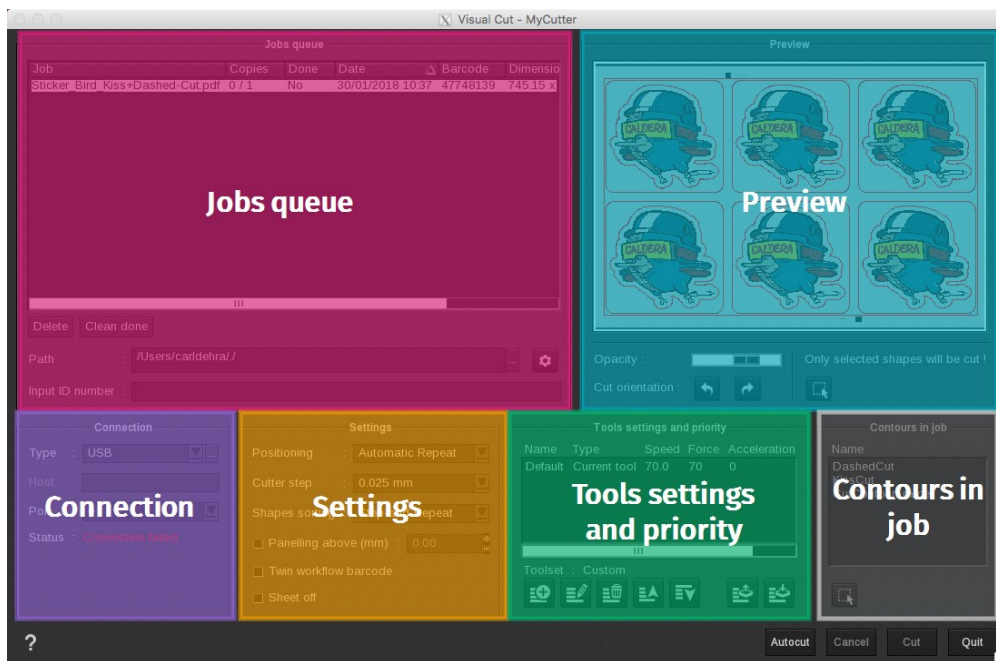 Visual Cut - MyCutter
Jobs queue
Job Copies Done Date Barcode Dimensio
Sticker_Bird_Kiss+Dashed-Cut.pdf 0 / 1 No 30/01/2018 10:37 47748139 745.15 x
Jobs queue
Delete Clean done
Path : /Users/carldehra/./ ...
Input ID number :
Preview
CALDERA CALDERA CALDERA
Preview
CALDERA CALDERA CALDERA
Opacity : Only selected shapes will be cut !
Cut orientation :
Connection
Type : USB ...
Host :
Connection
Status : Connection failed
Settings
Positioning : Automatic Repeat
Cutter step : 0.025 mm
Shapes sorting
Settings
Panelling above (mm) : 0.00
Twin workflow barcode
Sheet off
Tools settings and priority
Name Type Speed Force Acceleration
Default Current tool 70.0 70 0
Tools settings
and priority
Toolset : Custom
Contours in job
Name
DashedCut
KissCut
Contours in
job
?
Autocut Cancel Cut Quit